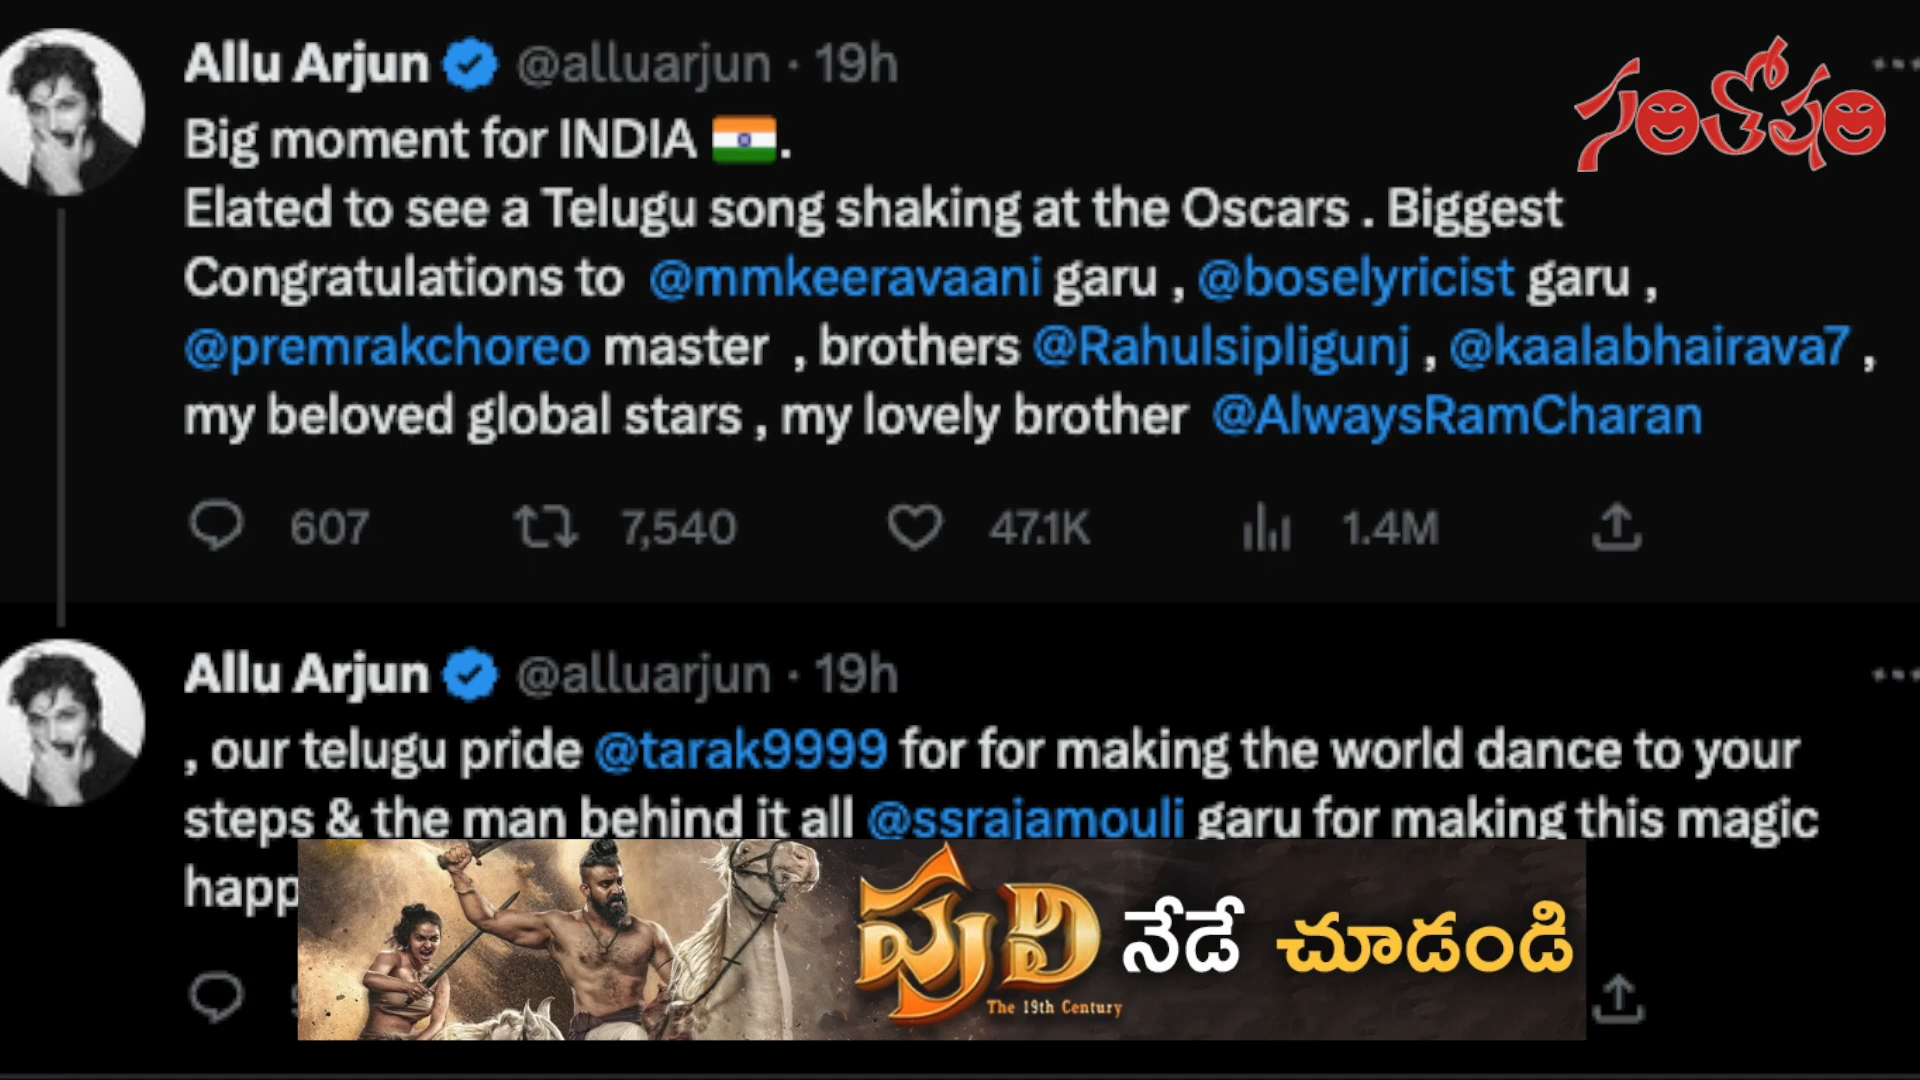 Allu Arjun @alluarjun · 19h
సంతోషం
Big moment for INDIA 🇮🇳.
Elated to see a Telugu song shaking at the Oscars . Biggest
Congratulations to @mmkeeravaani garu , @boselyricist garu ,
@premrakchoreo master , brothers @Rahulsipligunj , @kaalabhairava7 ,
my beloved global stars , my lovely brother @AlwaysRamCharan
607 7,540 47.1K 1.4M
Allu Arjun @alluarjun · 19h
, our telugu pride @tarak9999 for for making the world dance to your
steps & the man behind it all @ssrajamouli garu for making this magic
happ
పులి నేడే చూడండి
The 19th Century